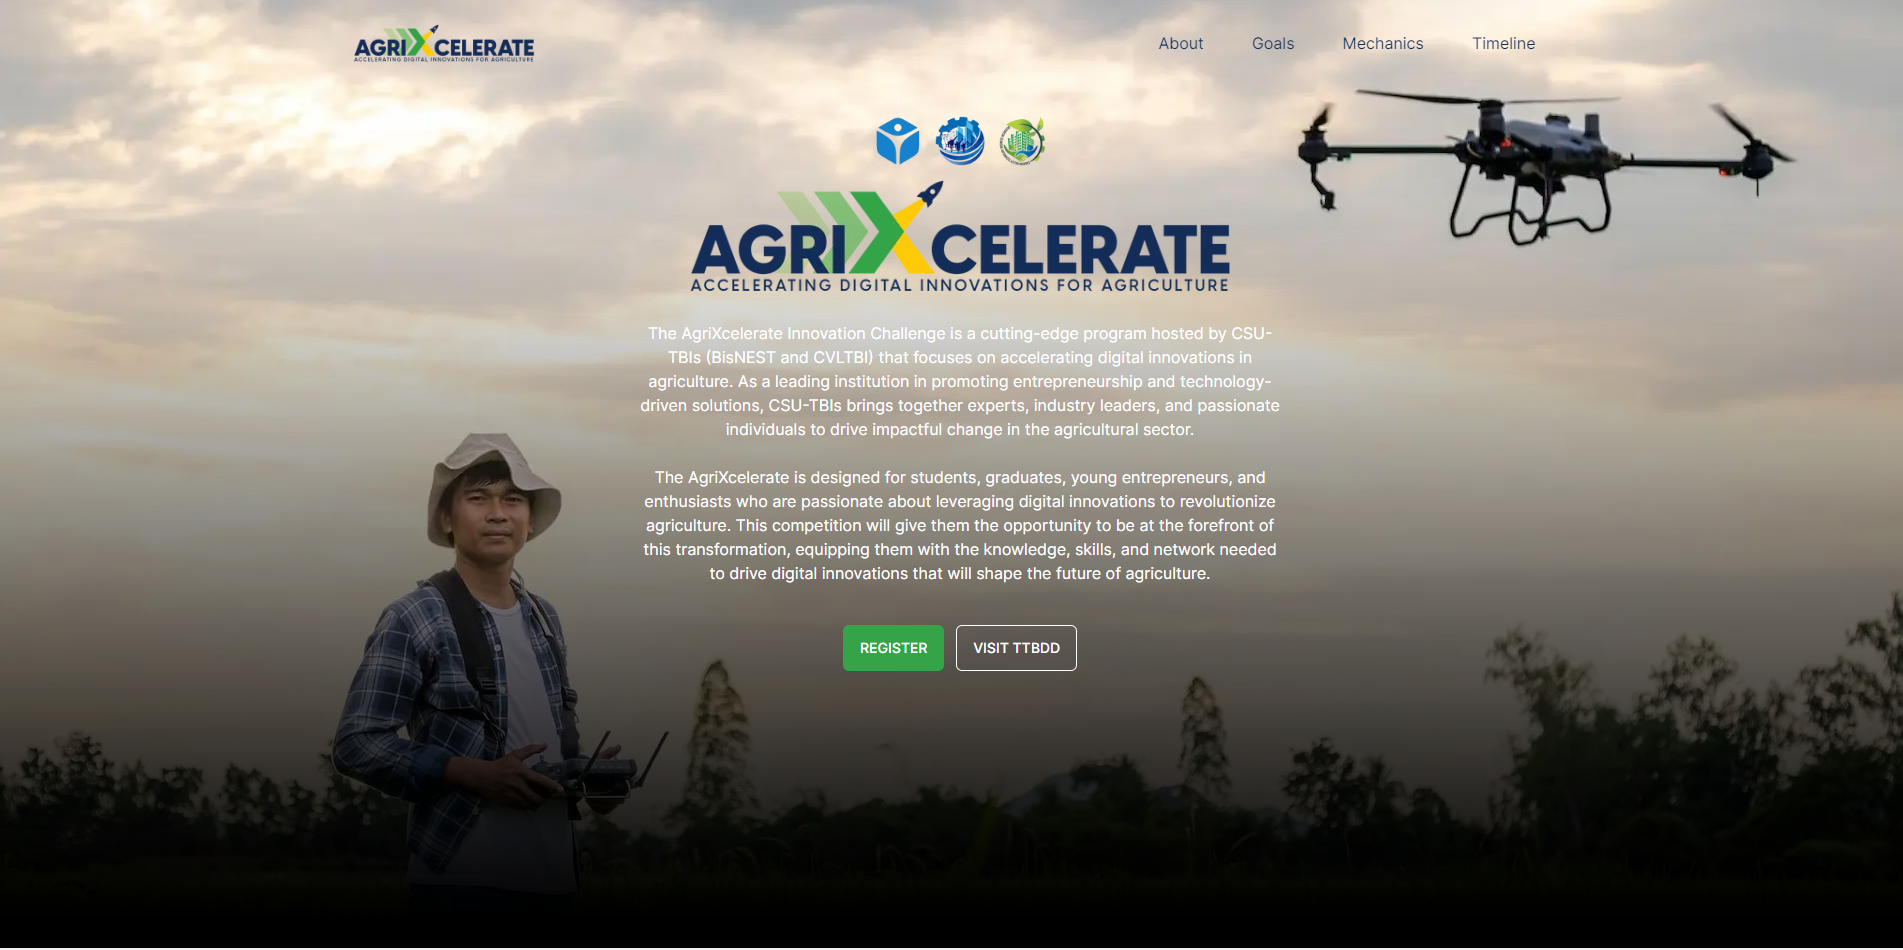 AGRIXCELERATE
ACCELERATING DIGITAL INNOVATIONS FOR AGRICULTURE
About Goals Mechanics Timeline
AGRIXCELERATE
ACCELERATING DIGITAL INNOVATIONS FOR AGRICULTURE
The AgriXcelerate Innovation Challenge is a cutting-edge program hosted by CSU-
TBIs (BisNEST and CVLTBI) that focuses on accelerating digital innovations in
agriculture. As a leading institution in promoting entrepreneurship and technology-
driven solutions, CSU-TBIs brings together experts, industry leaders, and passionate
individuals to drive impactful change in the agricultural sector.
The AgriXcelerate is designed for students, graduates, young entrepreneurs, and
enthusiasts who are passionate about leveraging digital innovations to revolutionize
agriculture. This competition will give them the opportunity to be at the forefront of
this transformation, equipping them with the knowledge, skills, and network needed
to drive digital innovations that will shape the future of agriculture.
REGISTER VISIT TTBDD